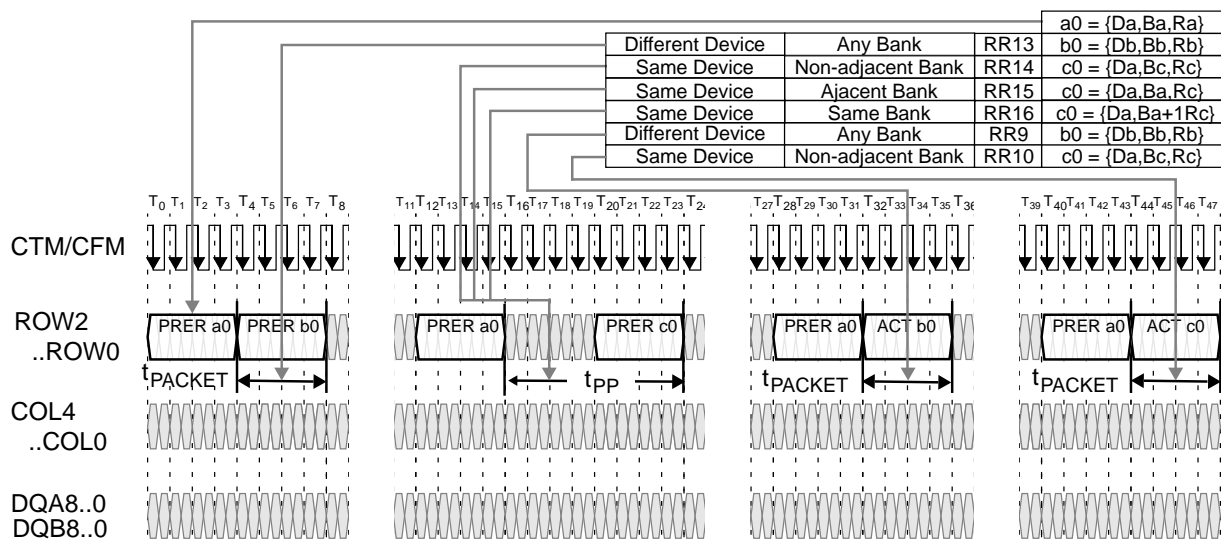 a0 = {Da,Ba,Ra}
Different Device Any Bank RR13 b0 = {Db,Bb,Rb}
Same Device Non-adjacent Bank RR14 c0 = {Da,Bc,Rc}
Same Device Ajacent Bank RR15 c0 = {Da,Ba,Rc}
Same Device Same Bank RR16 c0 = {Da,Ba+1Rc}
Different Device Any Bank RR9 b0 = {Db,Bb,Rb}
Same Device Non-adjacent Bank RR10 c0 = {Da,Bc,Rc}
T0 T1 T2 T3 T4 T5 T6 T7 T8 T11 T12 T13 T14 T15 T16 T17 T18 T19 T20 T21 T22 T23 T24 T27 T28 T29 T30 T31 T32 T33 T34 T35 T36 T39 T40 T41 T42 T43 T44 T45 T46 T47
CTM/CFM
ROW2 PRER a0 PRER b0 PRER a0 PRER c0 PRER a0 ACT b0 PRER a0 ACT c0
..ROW0
tPACKET tPP tPACKET tPACKET
COL4
..COL0
DQA8..0
DQB8..0